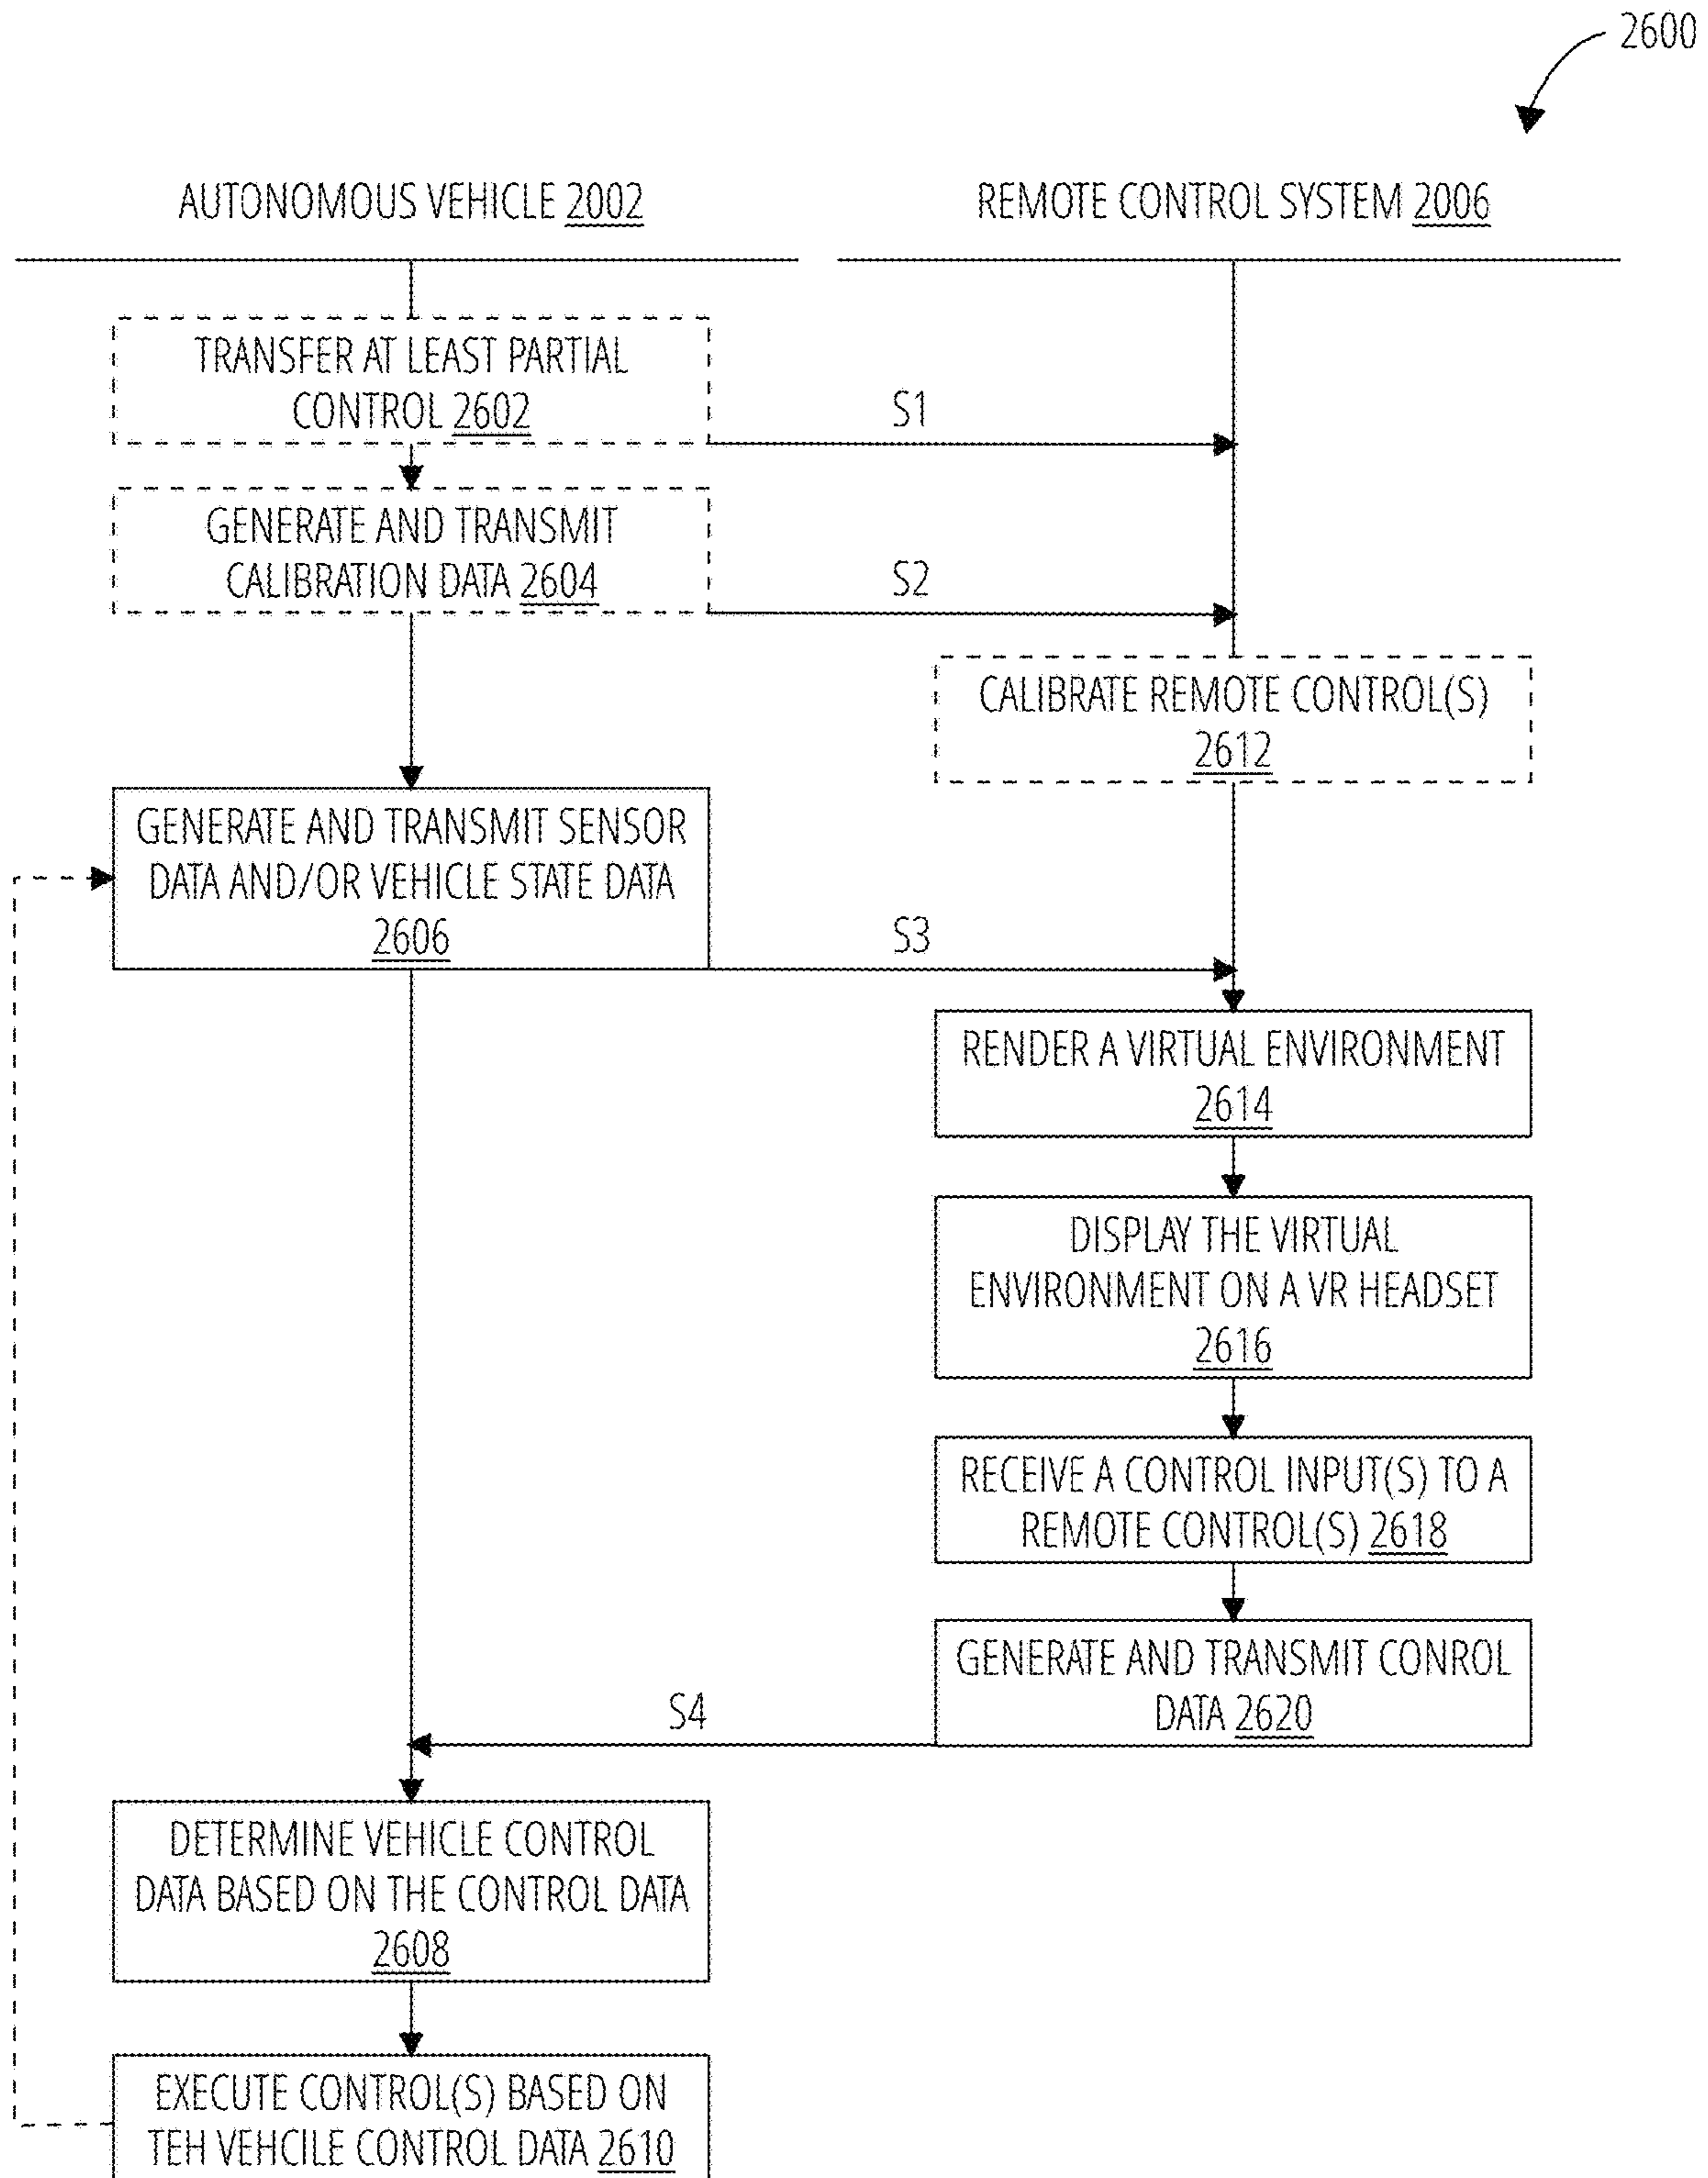 2600
AUTONOMOUS VEHICLE 2002
REMOTE CONTROL SYSTEM 2006
TRANSFER AT LEAST PARTIAL
CONTROL 2602
S1
GENERATE AND TRANSMIT
CALIBRATION DATA 2604
S2
CALIBRATE REMOTE CONTROL(S)
2612
GENERATE AND TRANSMIT SENSOR
DATA AND/OR VEHICLE STATE DATA
2606
S3
RENDER A VIRTUAL ENVIRONMENT
2614
DISPLAY THE VIRTUAL
ENVIRONMENT ON A VR HEADSET
2616
RECEIVE A CONTROL INPUT(S) TO A
REMOTE CONTROL(S) 2618
GENERATE AND TRANSMIT CONROL
DATA 2620
S4
DETERMINE VEHICLE CONTROL
DATA BASED ON THE CONTROL DATA
2608
EXECUTE CONTROL(S) BASED ON
TEH VEHCILE CONTROL DATA 2610